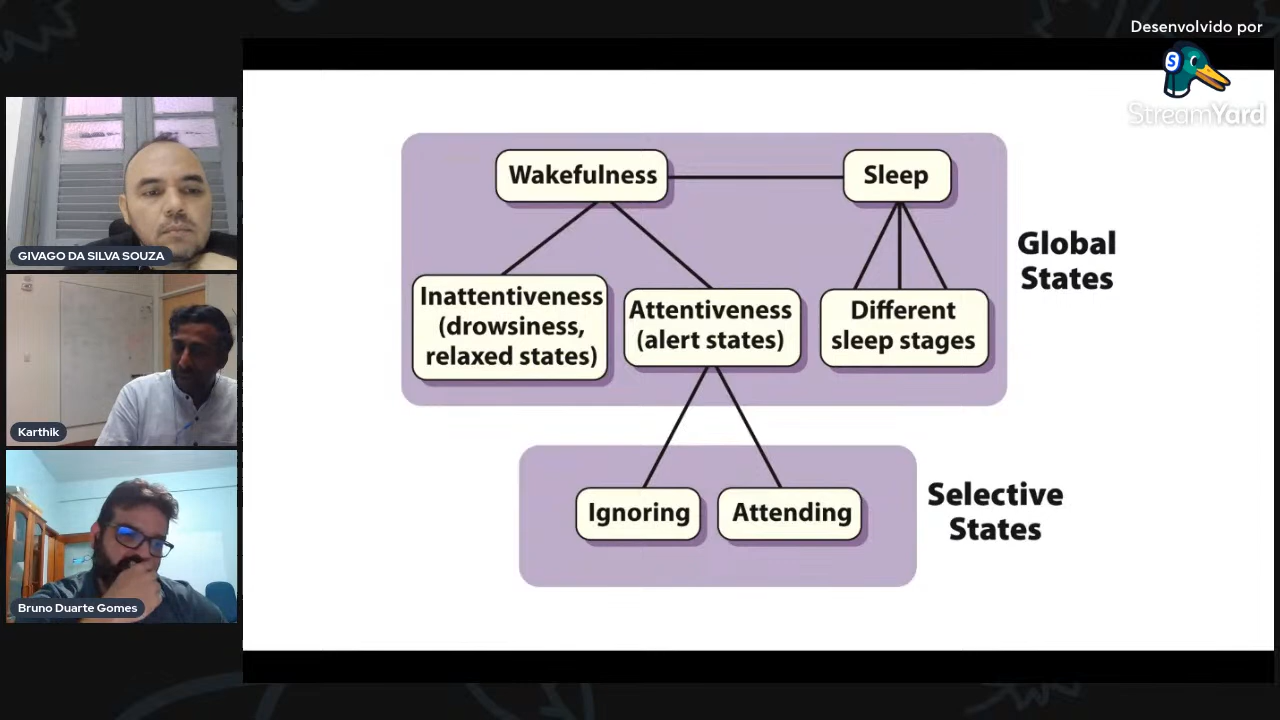 Desenvolvido por
S
StreamYard
GIVAGO DA SILVA SOUZA
Karthik
Bruno Duarte Gomes
Wakefulness
Sleep
Global
States
Inattentiveness
(drowsiness,
relaxed states)
Attentiveness
(alert states)
Different
sleep stages
Ignoring
Attending
Selective
States